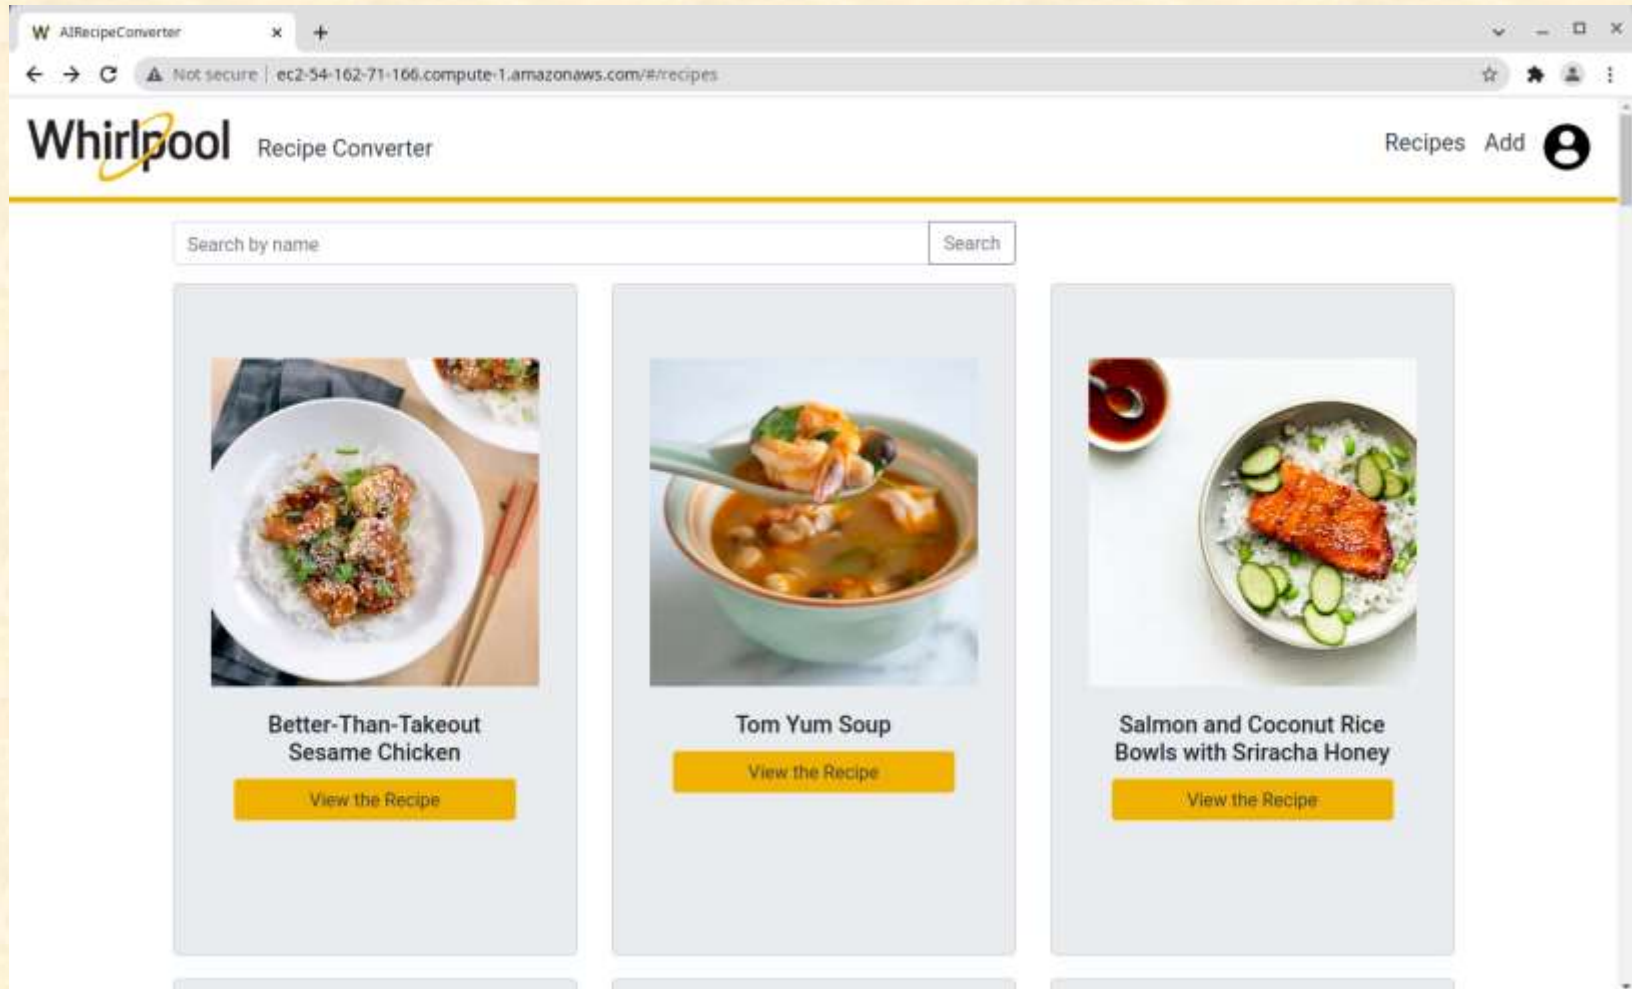 W AIRecipeConverter
Not secure | ec2-54-162-71-166.compute-1.amazonaws.com/#/recipes
Whirlpool Recipe Converter Recipes Add
Search by name Search
Better-Than-Takeout
Sesame Chicken
View the Recipe
Tom Yum Soup
View the Recipe
Salmon and Coconut Rice
Bowls with Sriracha Honey
View the Recipe